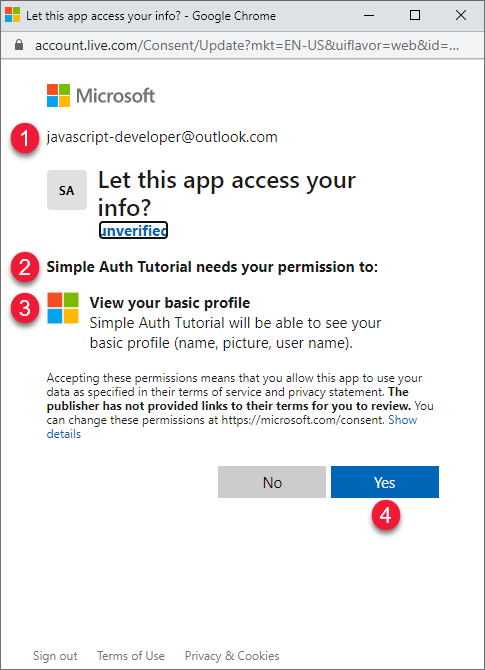 Let this app access your info? - Google Chrome
account.live.com/Consent/Update?mkt=EN-US&uiflavor=web&id=...
Microsoft
1 javascript-developer@outlook.com
SA
Let this app access your
info?
unverified
2 Simple Auth Tutorial needs your permission to:
3 View your basic profile
Simple Auth Tutorial will be able to see your
basic profile (name, picture, user name).
Accepting these permissions means that you allow this app to use your
data as specified in their terms of service and privacy statement. The
publisher has not provided links to their terms for you to review. You
can change these permissions at https://microsoft.com/consent. Show
details
No Yes
4
Sign out Terms of Use Privacy & Cookies